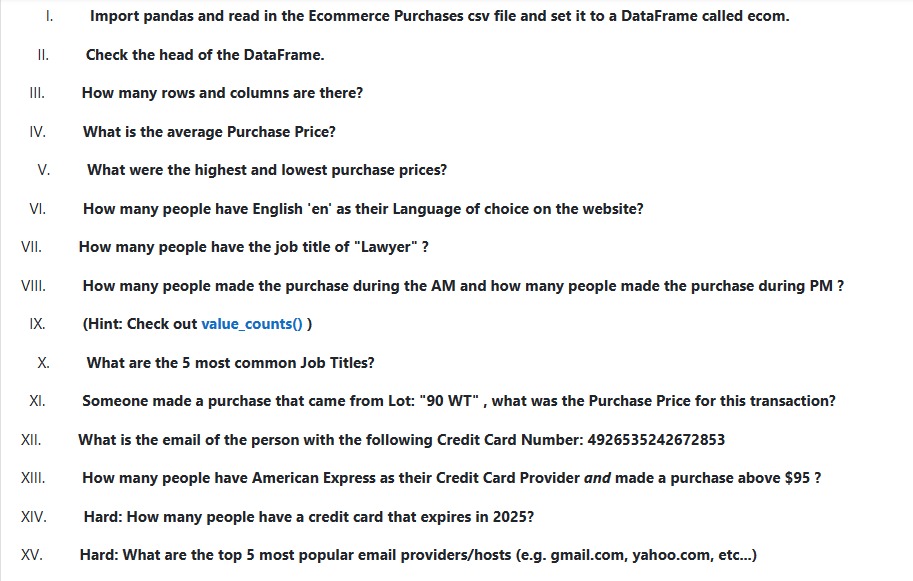 I. Import pandas and read in the Ecommerce Purchases csv file and set it to a DataFrame called ecom.
II. Check the head of the DataFrame.
III. How many rows and columns are there?
IV. What is the average Purchase Price?
V. What were the highest and lowest purchase prices?
VI. How many people have English 'en' as their Language of choice on the website?
VII. How many people have the job title of "Lawyer" ?
VIII. How many people made the purchase during the AM and how many people made the purchase during PM ?
IX. (Hint: Check out value_counts() )
X. What are the 5 most common Job Titles?
XI. Someone made a purchase that came from Lot: "90 WT" , what was the Purchase Price for this transaction?
XII. What is the email of the person with the following Credit Card Number: 4926535242672853
XIII. How many people have American Express as their Credit Card Provider and made a purchase above $95 ?
XIV. Hard: How many people have a credit card that expires in 2025?
XV. Hard: What are the top 5 most popular email providers/hosts (e.g. gmail.com, yahoo.com, etc...)